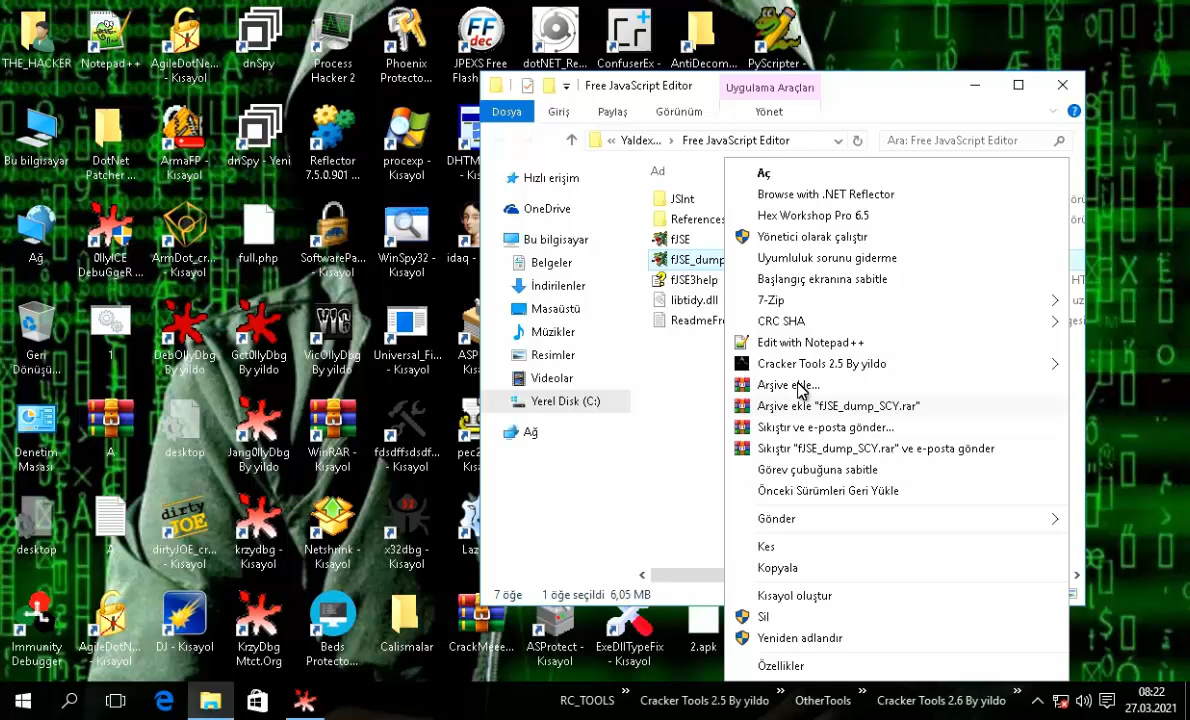 THE_HACKER
Notepad++
AgileDotNe... - Kısayol
dnSpy
Process Hacker 2
Phoenix Protecto...
JPEXS Free Flash
dotNET_Re...
ConfuserEx -
AntiDecom...
PyScripter -
Bu bilgisayar
DotNet Patcher ...
ArmaFP - Kısayol
dnSpy - Yeni
Reflector 7.5.0.901 ...
procexp - Kısayol
DHTM
Ağ
0llyICE DebuGgeR ...
ArmDot_cr... - Kısayol
full.php
SoftwarePa... - Kısayol
WinSpy32 - Kısayol
idaq -
Geri Dönüşü...
1
DebOllyDbg By yildo
Gct0llyDbg By yildo
VicOllyDbg By yildo
Universal_Fi... - Kısayol
ASP
Denetim Masası
A
desktop
Jang0llyDbg By yildo
WinRAR - Kısayol
fdsdffsdsdf... - Kısayol
pec2
desktop
A
dirtyJOE_cr... - Kısayol
krzydbg - Kısayol
Netshrink - Kısayol
x32dbg - Kısayol
Laz
Immunity Debugger
AgileDotN... - Kısayol
DJ - Kısayol
KrzyDbg Mtct.Org
Beds Protecto...
Calismalar
CrackMeee...
ASProtect - Kısayol
ExeDllTypeFix - Kısayol
2.apk
Free JavaScript Editor
Uygulama Araçları
Dosya
Giriş
Paylaş
Görünüm
Yönet
« Yaldex... › Free JavaScript Editor
Ara: Free JavaScript Editor
Hızlı erişim
OneDrive
Bu bilgisayar
Belgeler
İndirilenler
Masaüstü
Müzikler
Resimler
Videolar
Yerel Disk (C:)
Ağ
Ad
JSInt
References
fJSE
fJSE_dump
fJSE3help
libtidy.dll
ReadmeFr
7 öğe
1 öğe seçildi 6,05 MB
Aç
Browse with .NET Reflector
Hex Workshop Pro 6.5
Yönetici olarak çalıştır
Uyumluluk sorunu giderme
Başlangıç ekranına sabitle
7-Zip
CRC SHA
Edit with Notepad++
Cracker Tools 2.5 By yildo
Arşive ekle...
Arşive ekle "fJSE_dump_SCY.rar"
Sıkıştır ve e-posta gönder...
Sıkıştır "fJSE_dump_SCY.rar" ve e-posta gönder
Görev çubuğuna sabitle
Önceki Sürümleri Geri Yükle
Gönder
Kes
Kopyala
Kısayol oluştur
Sil
Yeniden adlandır
Özellikler
RC_TOOLS
Cracker Tools 2.5 By yildo
OtherTools
Cracker Tools 2.6 By yildo
08:22
27.03.2021